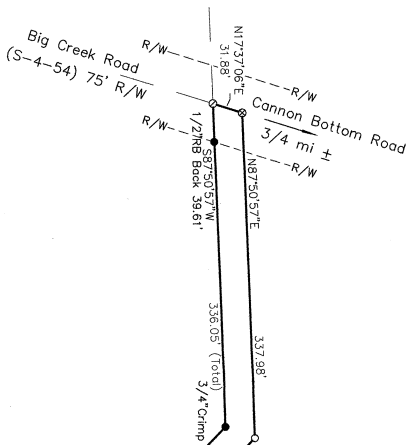 Big Creek Road
(S-4-54) 75' R/W
R/W
R/W
N17°37'06"E
31.88'
Cannon Bottom Road
3/4 mi ±
R/W
R/W
1/2"RB Back 39.61'
S87°50'57"W
N87°50'57"E
336.05' (Total)
337.98'
3/4"Crimp